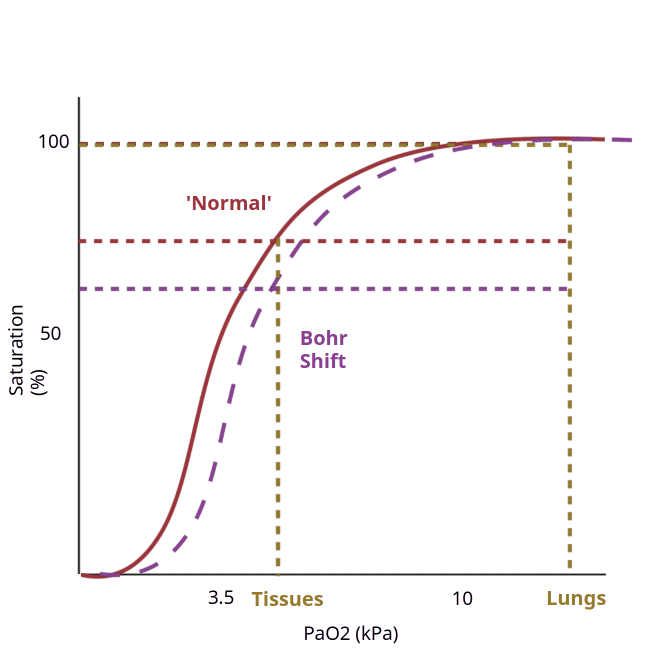 100
'Normal'
50
Bohr
Shift
Saturation
(%)
3.5
Tissues
10
Lungs
PaO2 (kPa)